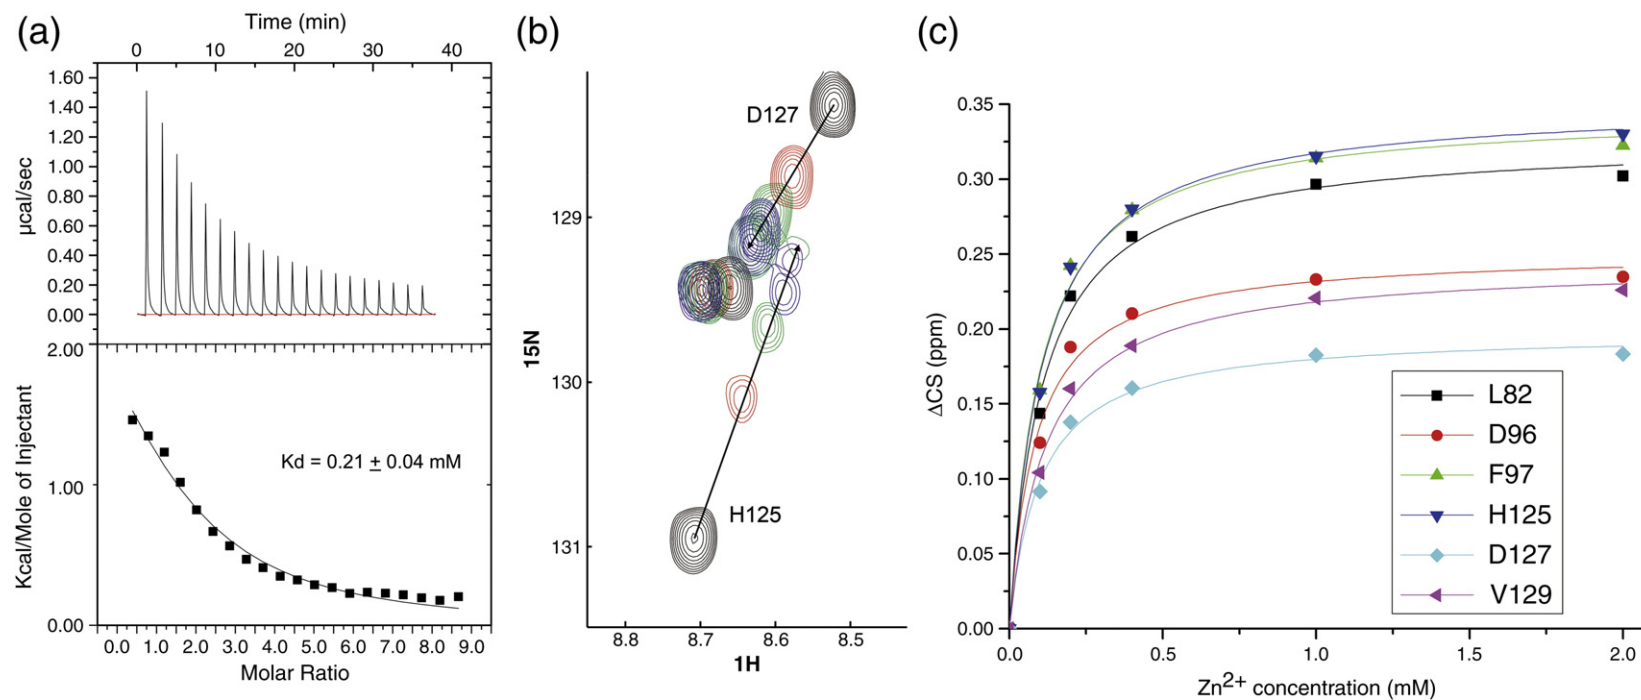 (a)
Time (min)
0 10 20 30 40
1.60
1.40
1.20
1.00
0.80
0.60
0.40
0.20
0.00
µcal/sec
2.00
1.00
0.00
Kcal/Mole of Injectant
Kd = 0.21 ± 0.04 mM
0.0 1.0 2.0 3.0 4.0 5.0 6.0 7.0 8.0 9.0
Molar Ratio
(b)
D127
H125
129
130
131
15N
8.8 8.7 8.6 8.5
1H
(c)
0.35
0.30
0.25
0.20
0.15
0.10
0.05
0.00
ΔCS (ppm)
L82
D96
F97
H125
D127
V129
0.0 0.5 1.0 1.5 2.0
Zn2+ concentration (mM)